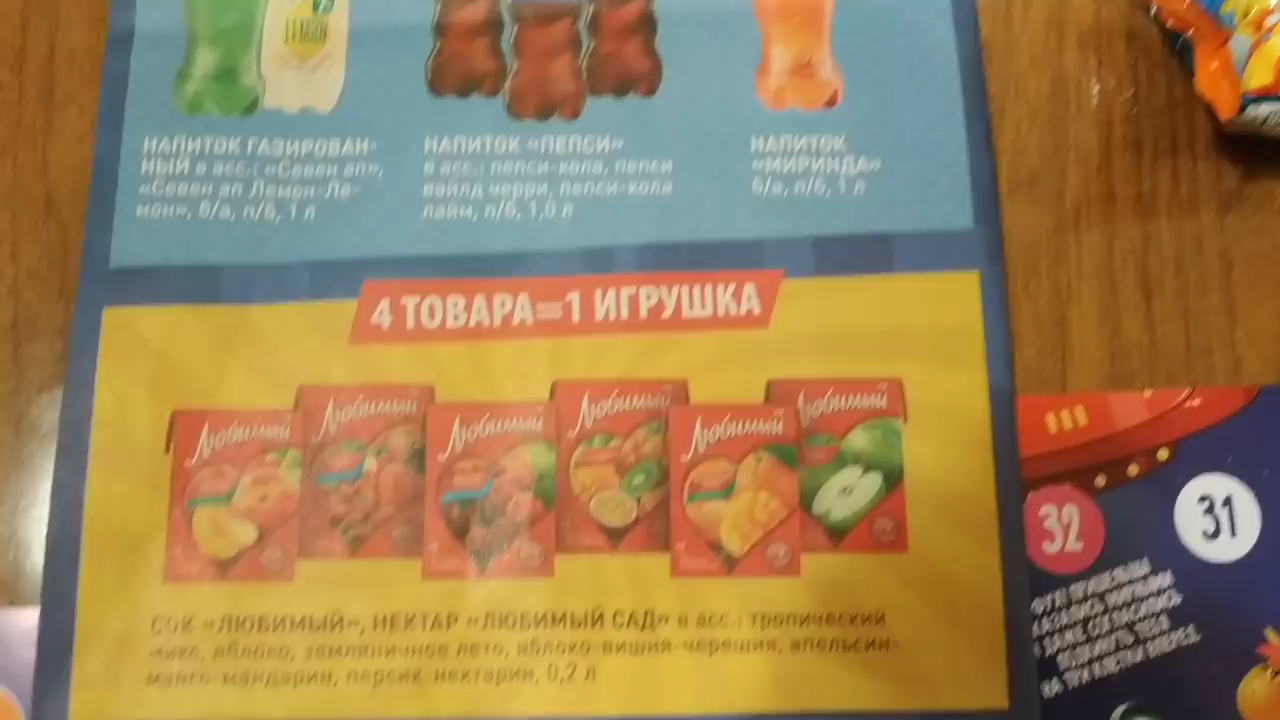 LEMON
НАПИТОК ГАЗИРОВАН-
НЫЙ в асс.: «Севен ап»,
«Севен ап Лемон Ле-
мон», б/а, п/б, 1 л
НАПИТОК «ПЕПСИ»
в асс.: пепси-кола, пепси
вайлд черри, пепси-кола
лайм, п/б, 1,0 л
НАПИТОК
«МИРИНДА»
б/а, п/б, 1 л
4 ТОВАРА=1 ИГРУШКА
Любимый
Любимый
Любимый
Любимый
Любимый
Любимый
СОК «ЛЮБИМЫЙ», НЕКТАР «ЛЮБИМЫЙ САД» в асс.: тропический
микс, яблоко, земляничное лето, яблоко-вишня-черешня, апельсин-
манго-мандарин, персик-нектарин, 0,2 л
32
31